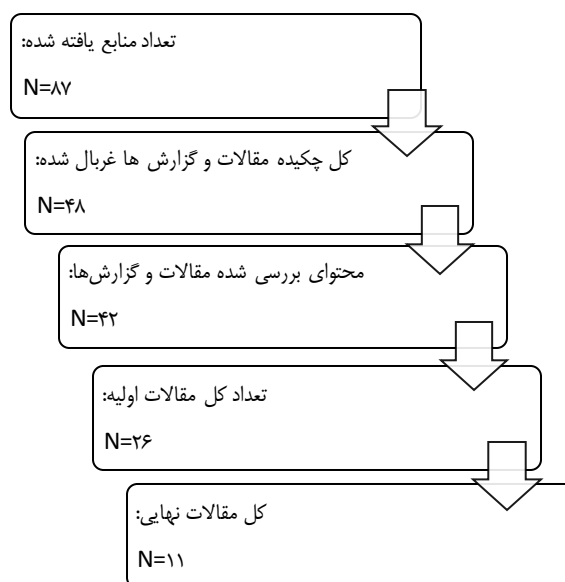 تعداد منابع یافته شده:
N=۸۷
کل چکیده مقالات و گزارش ها غربال شده:
N=۴۸
محتوای بررسی شده مقالات و گزارش‌ها:
N=۴۲
تعداد کل مقالات اولیه:
N=۲۶
کل مقالات نهایی:
N=۱۱